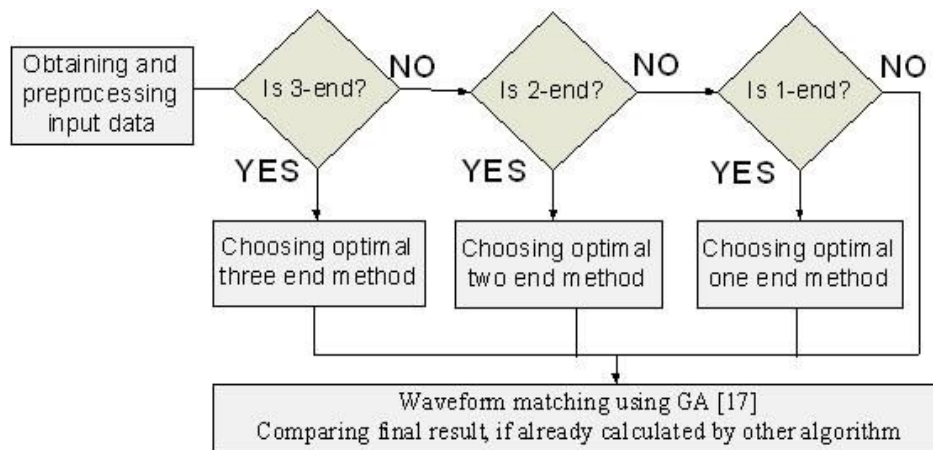 Obtaining and
preprocessing
input data
Is 3-end?
NO
Is 2-end?
NO
Is 1-end?
NO
YES
YES
YES
Choosing optimal
three end method
Choosing optimal
two end method
Choosing optimal
one end method
Waveform matching using GA [17]
Comparing final result, if already calculated by other algorithm